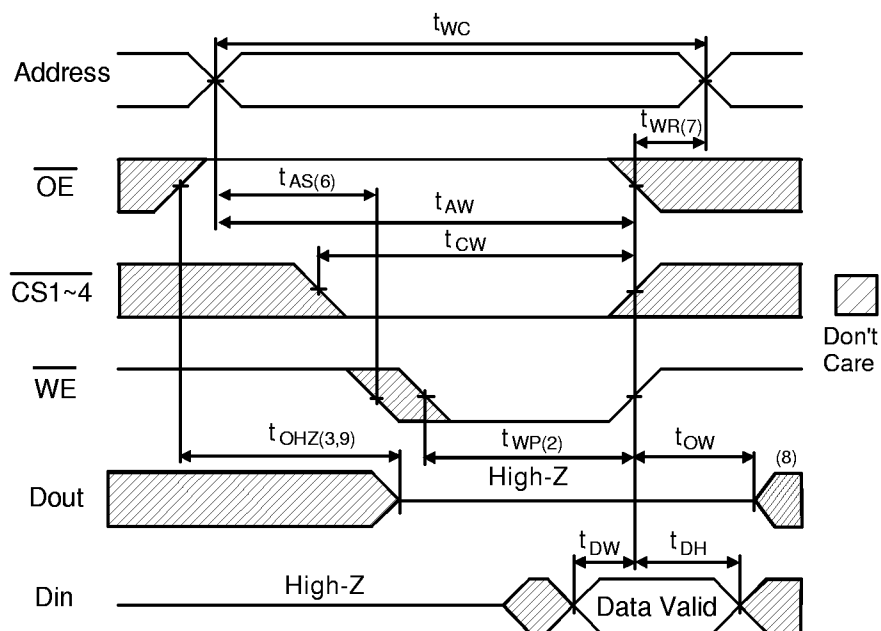 tWC
Address
tWR(7)
OE
tAS(6)
tAW
tCW
CS1~4
Don't
Care
WE
tOHZ(3,9)
tWP(2)
tOW
(8)
High-Z
Dout
tDW
tDH
High-Z
Din
Data Valid